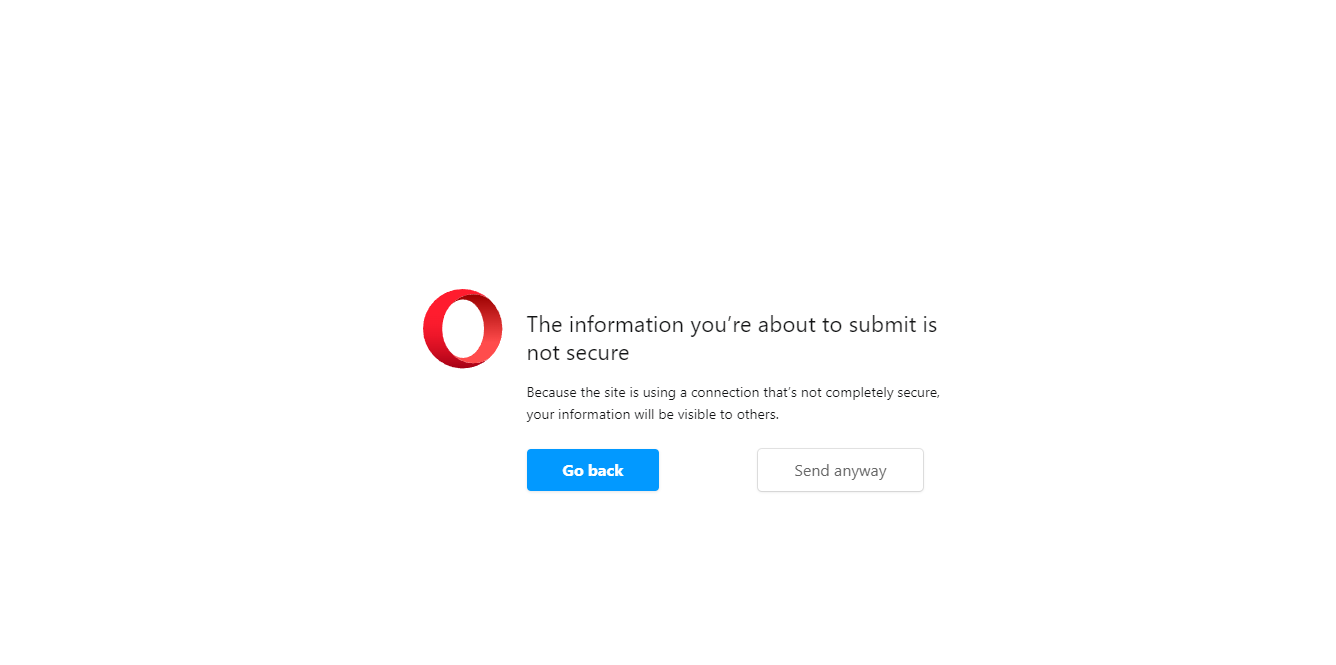 The information you’re about to submit is
not secure
Because the site is using a connection that’s not completely secure,
your information will be visible to others.
Go back
Send anyway